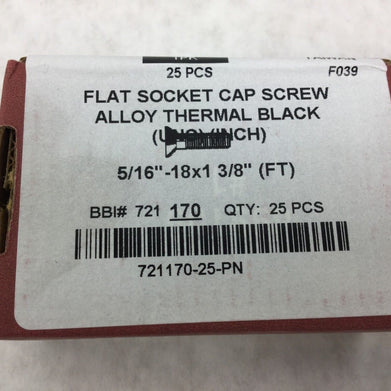 25 PCS
F039
FLAT SOCKET CAP SCREW
ALLOY THERMAL BLACK
(UNC) (INCH)
5/16"-18x1 3/8" (FT)
BBI# 721 170 QTY: 25 PCS
721170-25-PN